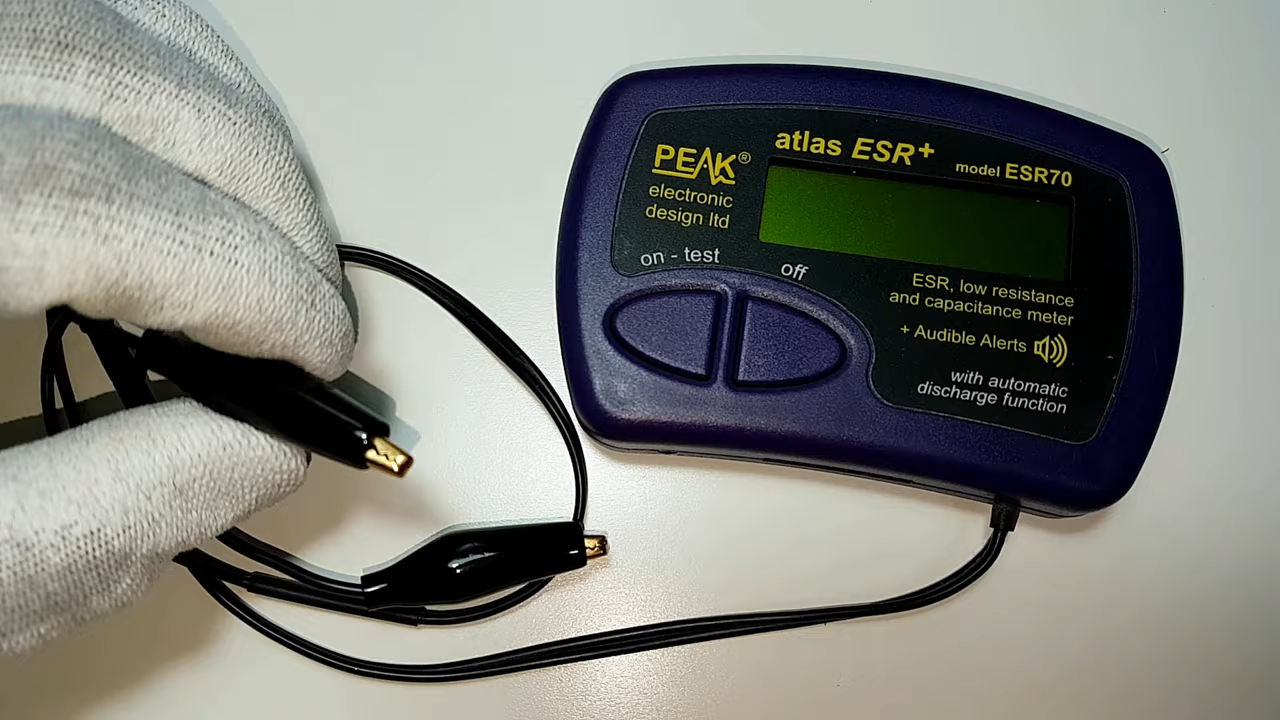 PEAK®
electronic
design ltd
atlas ESR+
model ESR70
on - test
off
ESR, low resistance
and capacitance meter
+ Audible Alerts
with automatic
discharge function